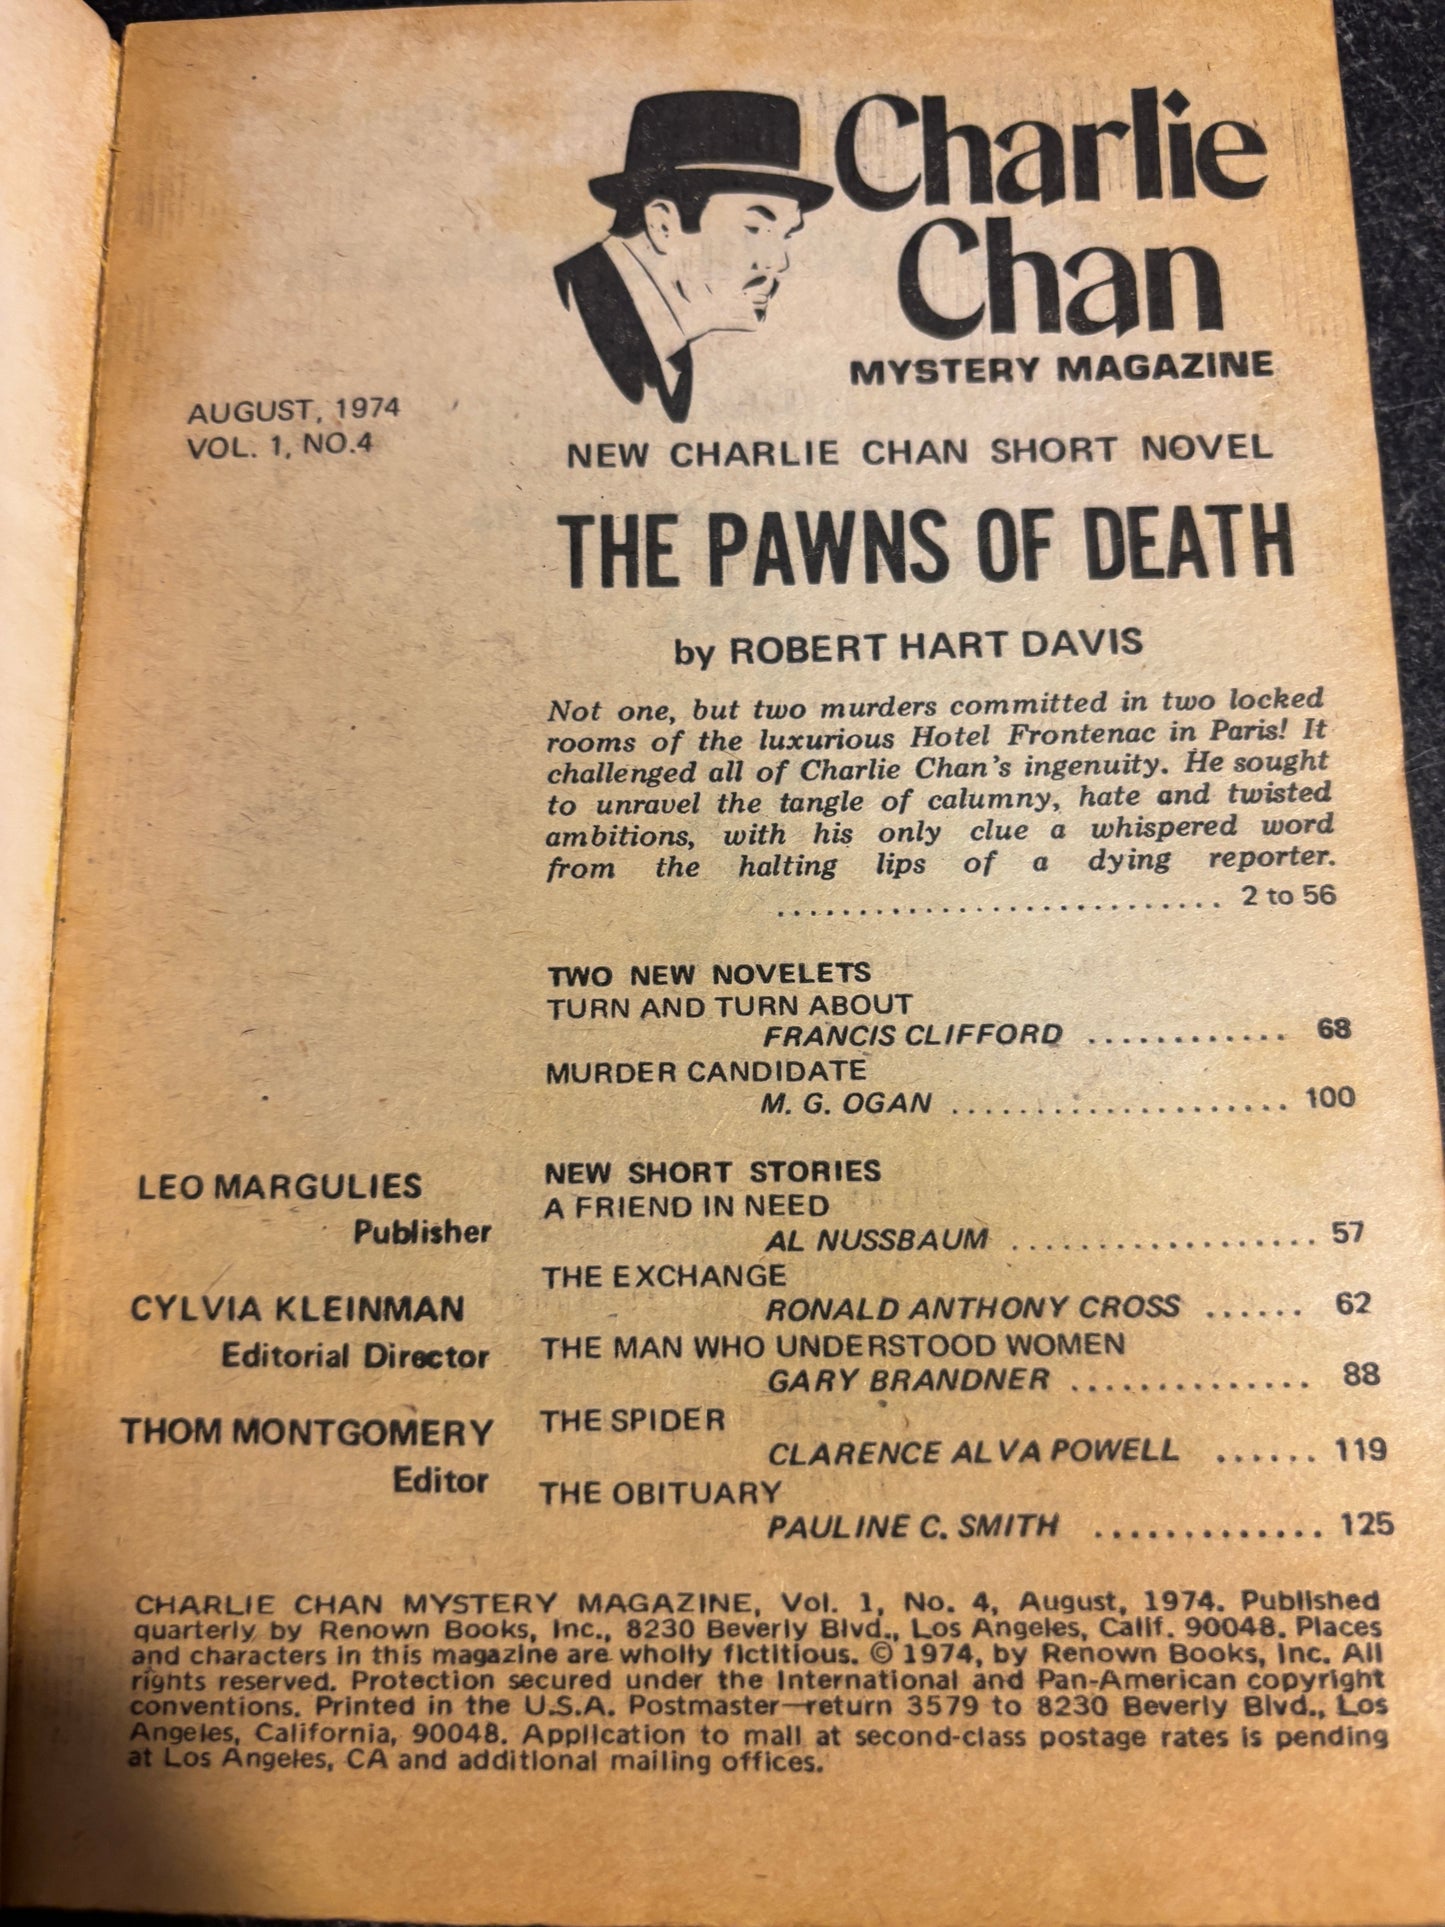 Charlie
Chan
MYSTERY MAGAZINE
AUGUST, 1974
VOL. 1, NO.4
NEW CHARLIE CHAN SHORT NOVEL
THE PAWNS OF DEATH
by ROBERT HART DAVIS
Not one, but two murders committed in two locked
rooms of the luxurious Hotel Frontenac in Paris! It
challenged all of Charlie Chan's ingenuity. He sought
to unravel the tangle of calumny, hate and twisted
ambitions, with his only clue a whispered word
from the halting lips of a dying reporter.
............................ 2 to 56
TWO NEW NOVELETS
TURN AND TURN ABOUT
FRANCIS CLIFFORD ............ 68
MURDER CANDIDATE
M. G. OGAN ..................... 100
NEW SHORT STORIES
A FRIEND IN NEED
AL NUSSBAUM ................... 57
THE EXCHANGE
RONALD ANTHONY CROSS ...... 62
THE MAN WHO UNDERSTOOD WOMEN
GARY BRANDNER .............. 88
THE SPIDER
CLARENCE ALVA POWELL ...... 119
THE OBITUARY
PAULINE C. SMITH ............. 125
LEO MARGULIES
Publisher
CYLVIA KLEINMAN
Editorial Director
THOM MONTGOMERY
Editor
CHARLIE CHAN MYSTERY MAGAZINE, Vol. 1, No. 4, August, 1974. Published
quarterly by Renown Books, Inc., 8230 Beverly Blvd., Los Angeles, Calif. 90048. Places
and characters in this magazine are wholly fictitious. © 1974, by Renown Books, Inc. All
rights reserved. Protection secured under the International and Pan-American copyright
conventions. Printed in the U.S.A. Postmaster—return 3579 to 8230 Beverly Blvd., Los
Angeles, California, 90048. Application to mail at second-class postage rates is pending
at Los Angeles, CA and additional mailing offices.